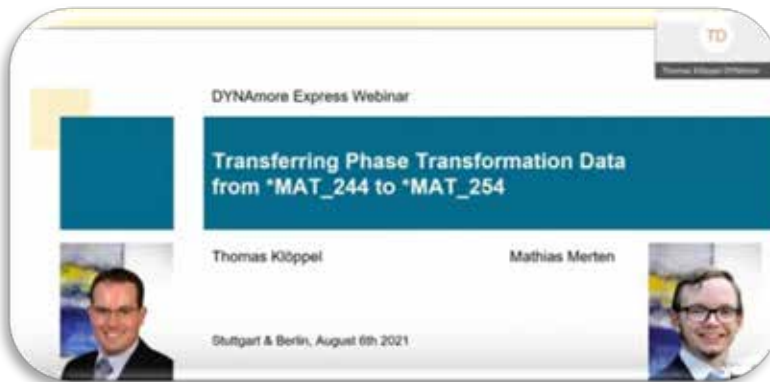 TD
DYNAmore Express Webinar
Transferring Phase Transformation Data
from *MAT_244 to *MAT_254
Thomas Klöppel
Mathias Merten
Stuttgart & Berlin, August 6th 2021